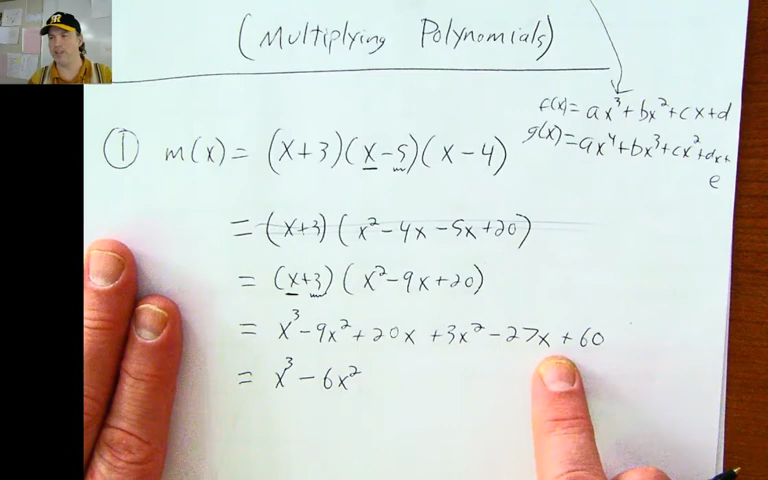 (Multiplying Polynomials)
f(x) = ax³ + bx² + cx + d
g(x) = ax⁴ + bx³ + cx² + dx +
e
① m(x) = (x+3)(x-5)(x-4)
= (x+3)(x²-4x-5x+20)
= (x+3)(x²-9x+20)
= x³-9x²+20x+3x²-27x+60
= x³-6x²